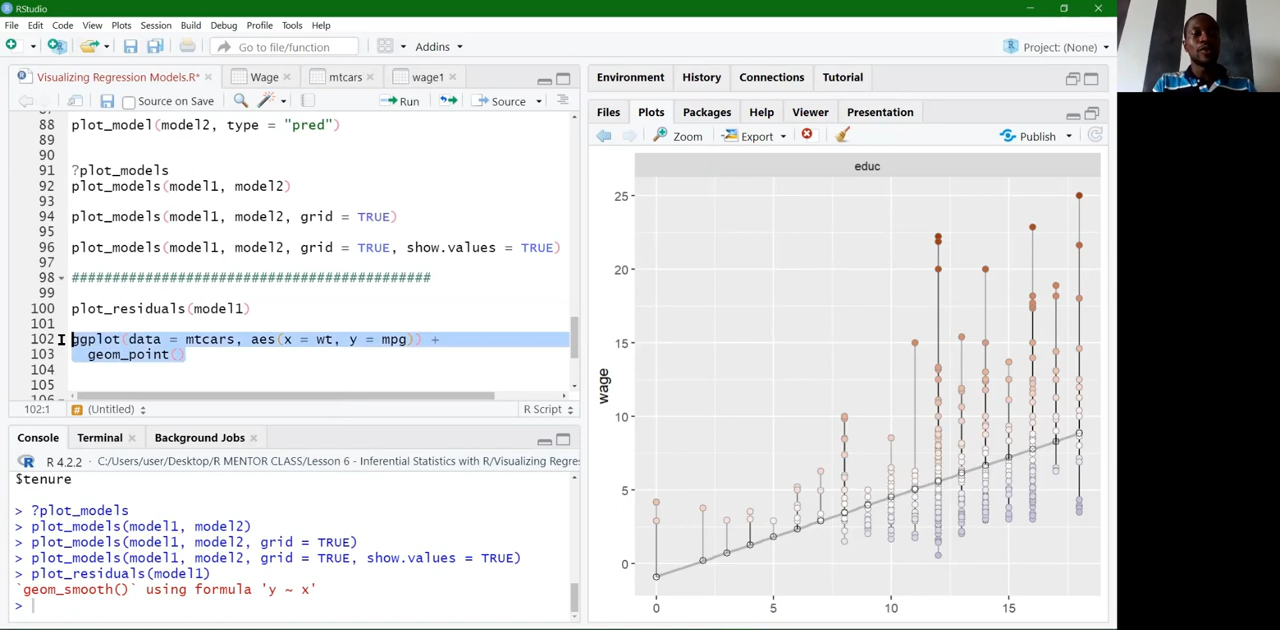 RStudio
File Edit Code View Plots Session Build Debug Profile Tools Help
Go to file/function Addins Project: (None)
Visualizing Regression Models.R* Wage mtcars wage1
Source on Save Run Source
88 plot_model(model2, type = "pred")
89
90
91 ?plot_models
92 plot_models(model1, model2)
93
94 plot_models(model1, model2, grid = TRUE)
95
96 plot_models(model1, model2, grid = TRUE, show.values = TRUE)
97
98 ############################################
99
100 plot_residuals(model1)
101
102 ggplot(data = mtcars, aes(x = wt, y = mpg)) +
103 geom_point()
104
105
106
102:1 (Untitled) R Script
Console Terminal Background Jobs
R 4.2.2 · C:/Users/user/Desktop/R MENTOR CLASS/Lesson 6 - Inferential Statistics with R/Visualizing Regre
$tenure
> ?plot_models
> plot_models(model1, model2)
> plot_models(model1, model2, grid = TRUE)
> plot_models(model1, model2, grid = TRUE, show.values = TRUE)
> plot_residuals(model1)
`geom_smooth()` using formula 'y ~ x'
>
Environment History Connections Tutorial
Files Plots Packages Help Viewer Presentation
Zoom Export Publish
educ
25
20
15
10
5
0
wage
0 5 10 15